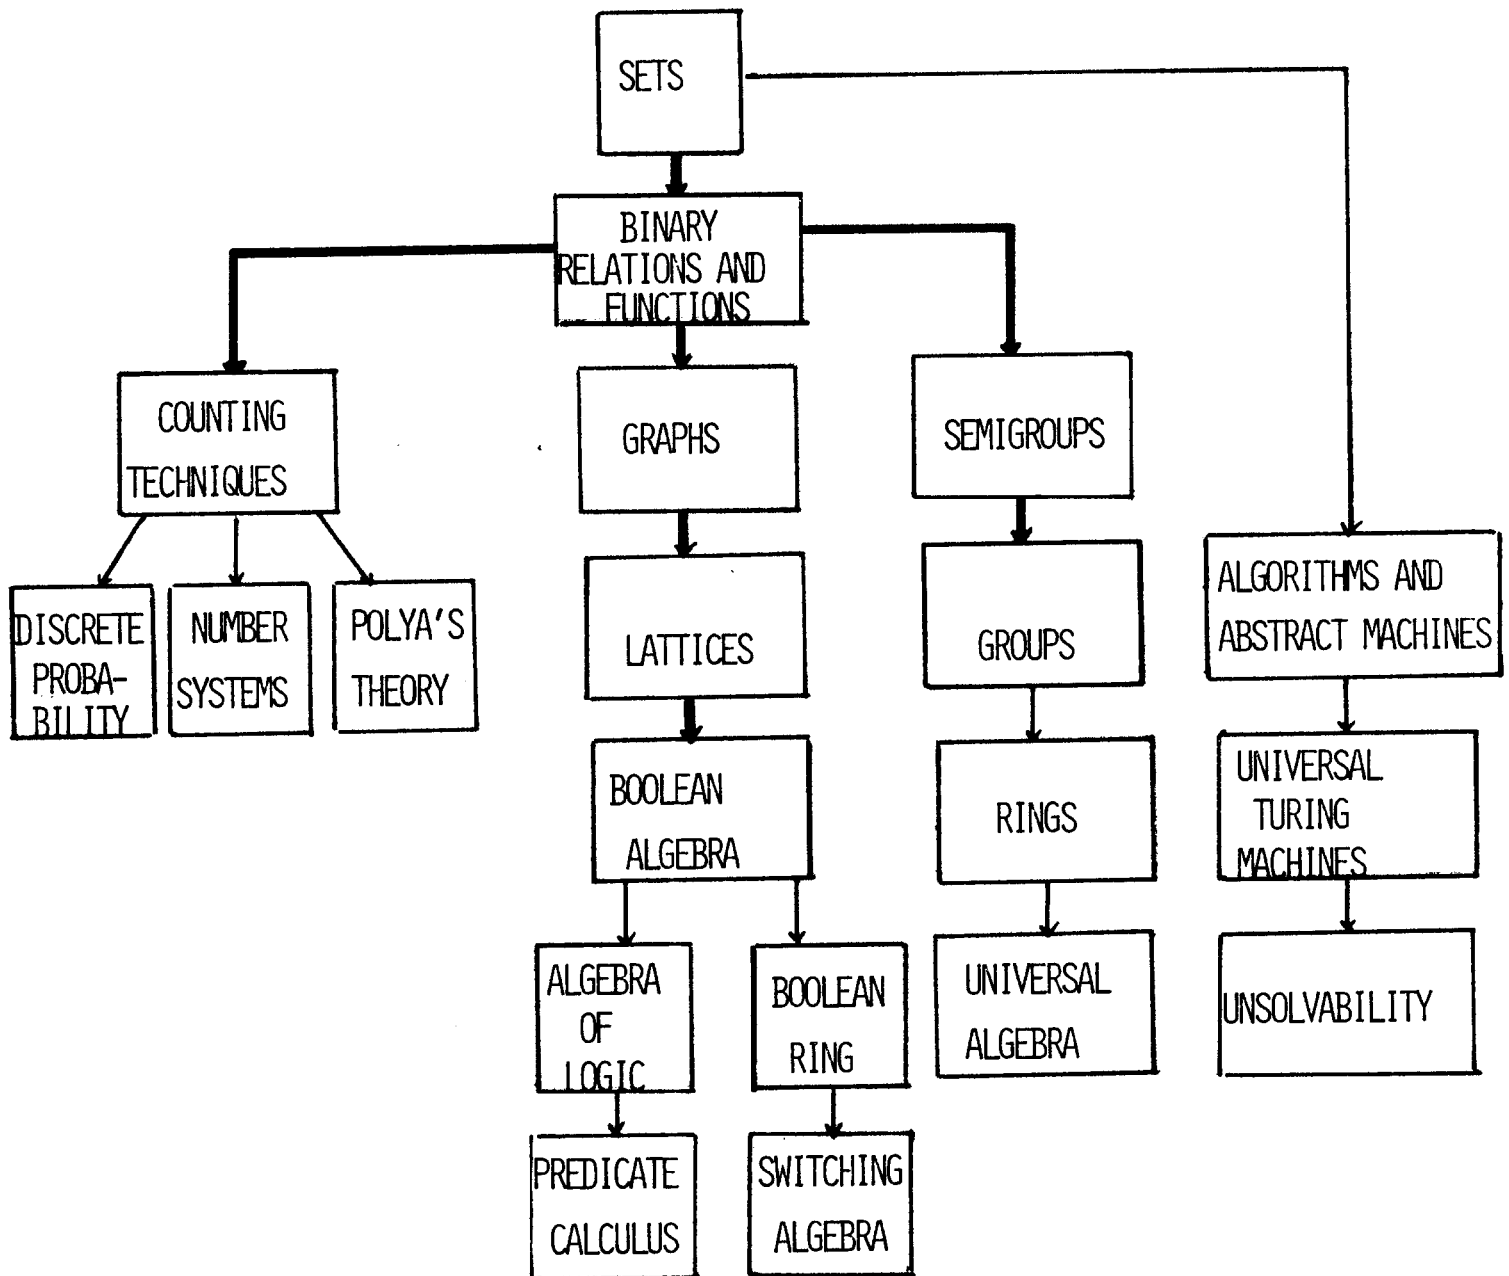 SETS
BINARY
RELATIONS AND
FUNCTIONS
COUNTING
TECHNIQUES
GRAPHS
SEMIGROUPS
DISCRETE
PROBA-
BILITY
NUMBER
SYSTEMS
POLYA'S
THEORY
LATTICES
GROUPS
ALGORITHMS AND
ABSTRACT MACHINES
BOOLEAN
ALGEBRA
RINGS
UNIVERSAL
TURING
MACHINES
ALGEBRA
OF
LOGIC
BOOLEAN
RING
UNIVERSAL
ALGEBRA
UNSOLVABILITY
PREDICATE
CALCULUS
SWITCHING
ALGEBRA